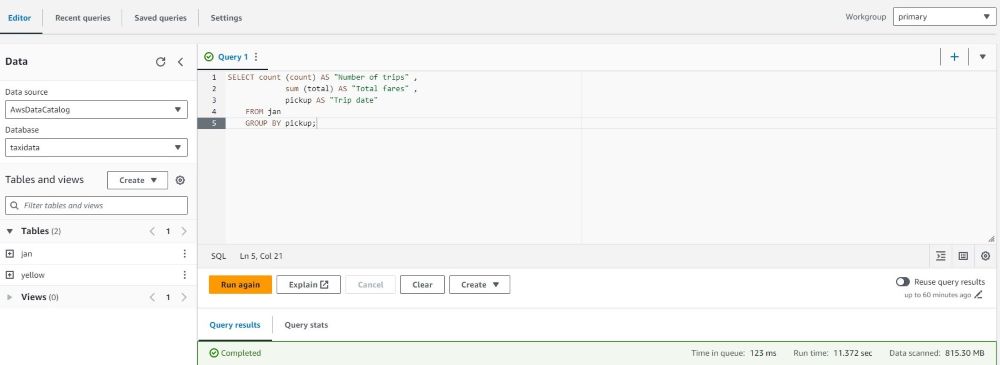 Editor Recent queries Saved queries Settings Workgroup primary
Data
Query 1
Data source
AwsDataCatalog
Database
taxidata
Tables and views Create
Filter tables and views
Tables (2) 1
jan
yellow
Views (0) 1
1 SELECT count (count) AS "Number of trips" ,
2 sum (total) AS "Total fares" ,
3 pickup AS "Trip date"
4 FROM jan
5 GROUP BY pickup;
SQL Ln 5, Col 21
Run again Explain Cancel Clear Create
Reuse query results
up to 60 minutes ago
Query results Query stats
Completed Time in queue: 123 ms Run time: 11.372 sec Data scanned: 815.30 MB